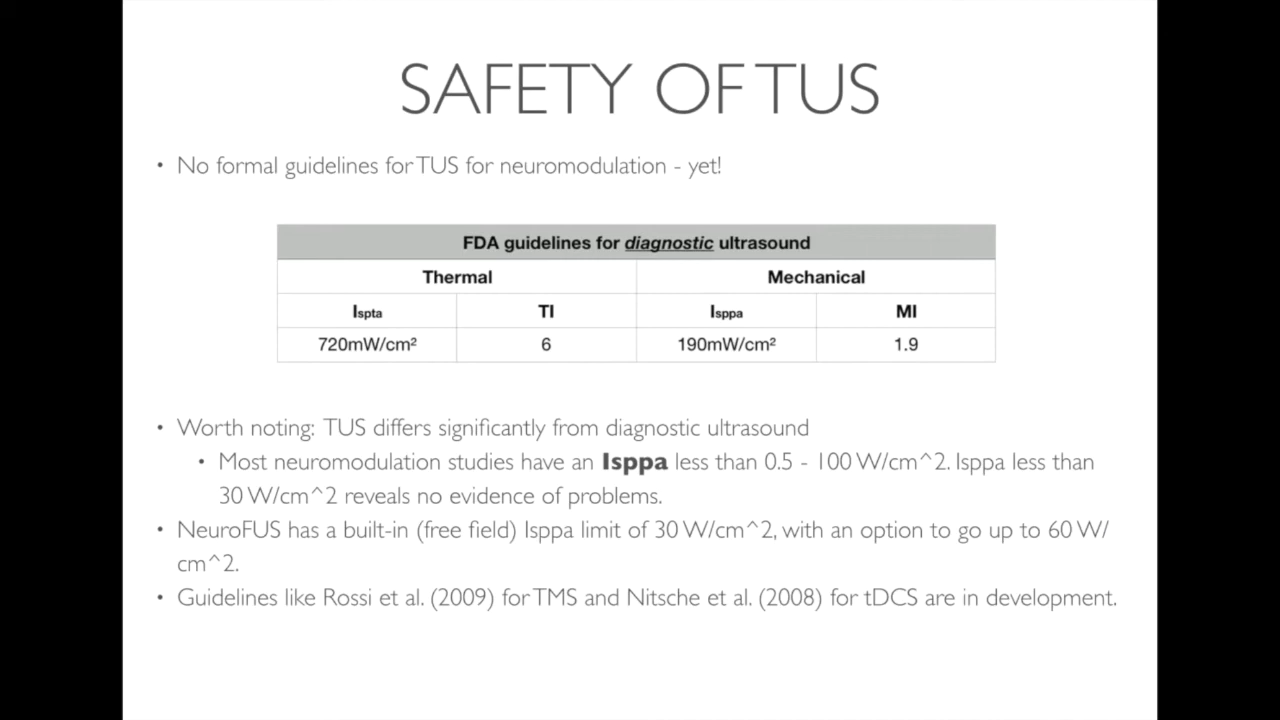 SAFETY OF TUS
• No formal guidelines for TUS for neuromodulation - yet!
FDA guidelines for diagnostic ultrasound
Thermal Mechanical
Ispta TI Isppa MI
720mW/cm² 6 190mW/cm² 1.9
• Worth noting: TUS differs significantly from diagnostic ultrasound
• Most neuromodulation studies have an Isppa less than 0.5 - 100 W/cm^2. Isppa less than
30 W/cm^2 reveals no evidence of problems.
• NeuroFUS has a built-in (free field) Isppa limit of 30 W/cm^2, with an option to go up to 60 W/
cm^2.
• Guidelines like Rossi et al. (2009) for TMS and Nitsche et al. (2008) for tDCS are in development.